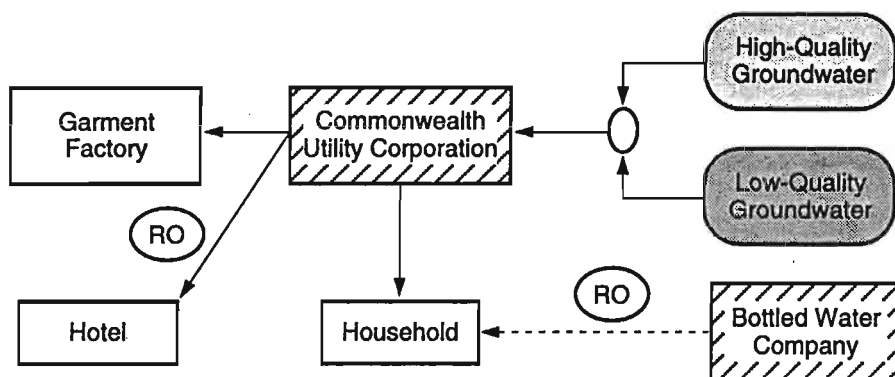 High-Quality
Groundwater
Garment
Factory
Commonwealth
Utility Corporation
Low-Quality
Groundwater
RO
RO
Hotel
Household
Bottled Water
Company